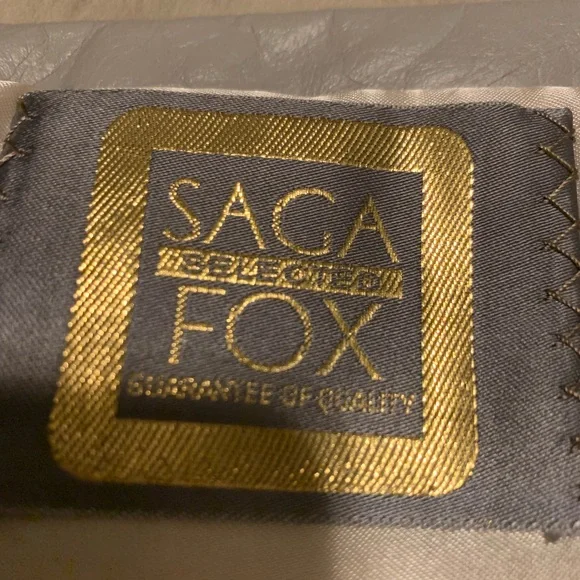 SAGA
SELECTED
FOX
GUARANTEE OF QUALITY